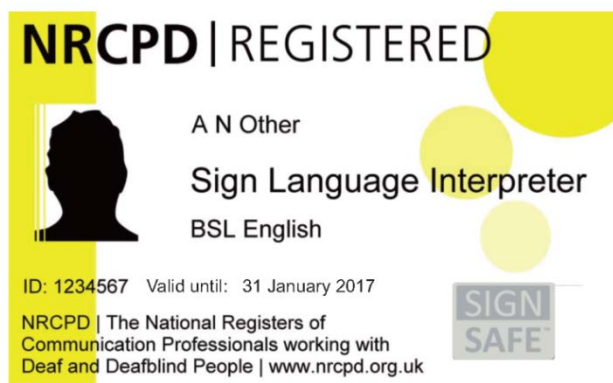 NRCPD | REGISTERED
A N Other
Sign Language Interpreter
BSL English
ID: 1234567 Valid until: 31 January 2017
SIGN
SAFE™
NRCPD | The National Registers of
Communication Professionals working with
Deaf and Deafblind People | www.nrcpd.org.uk